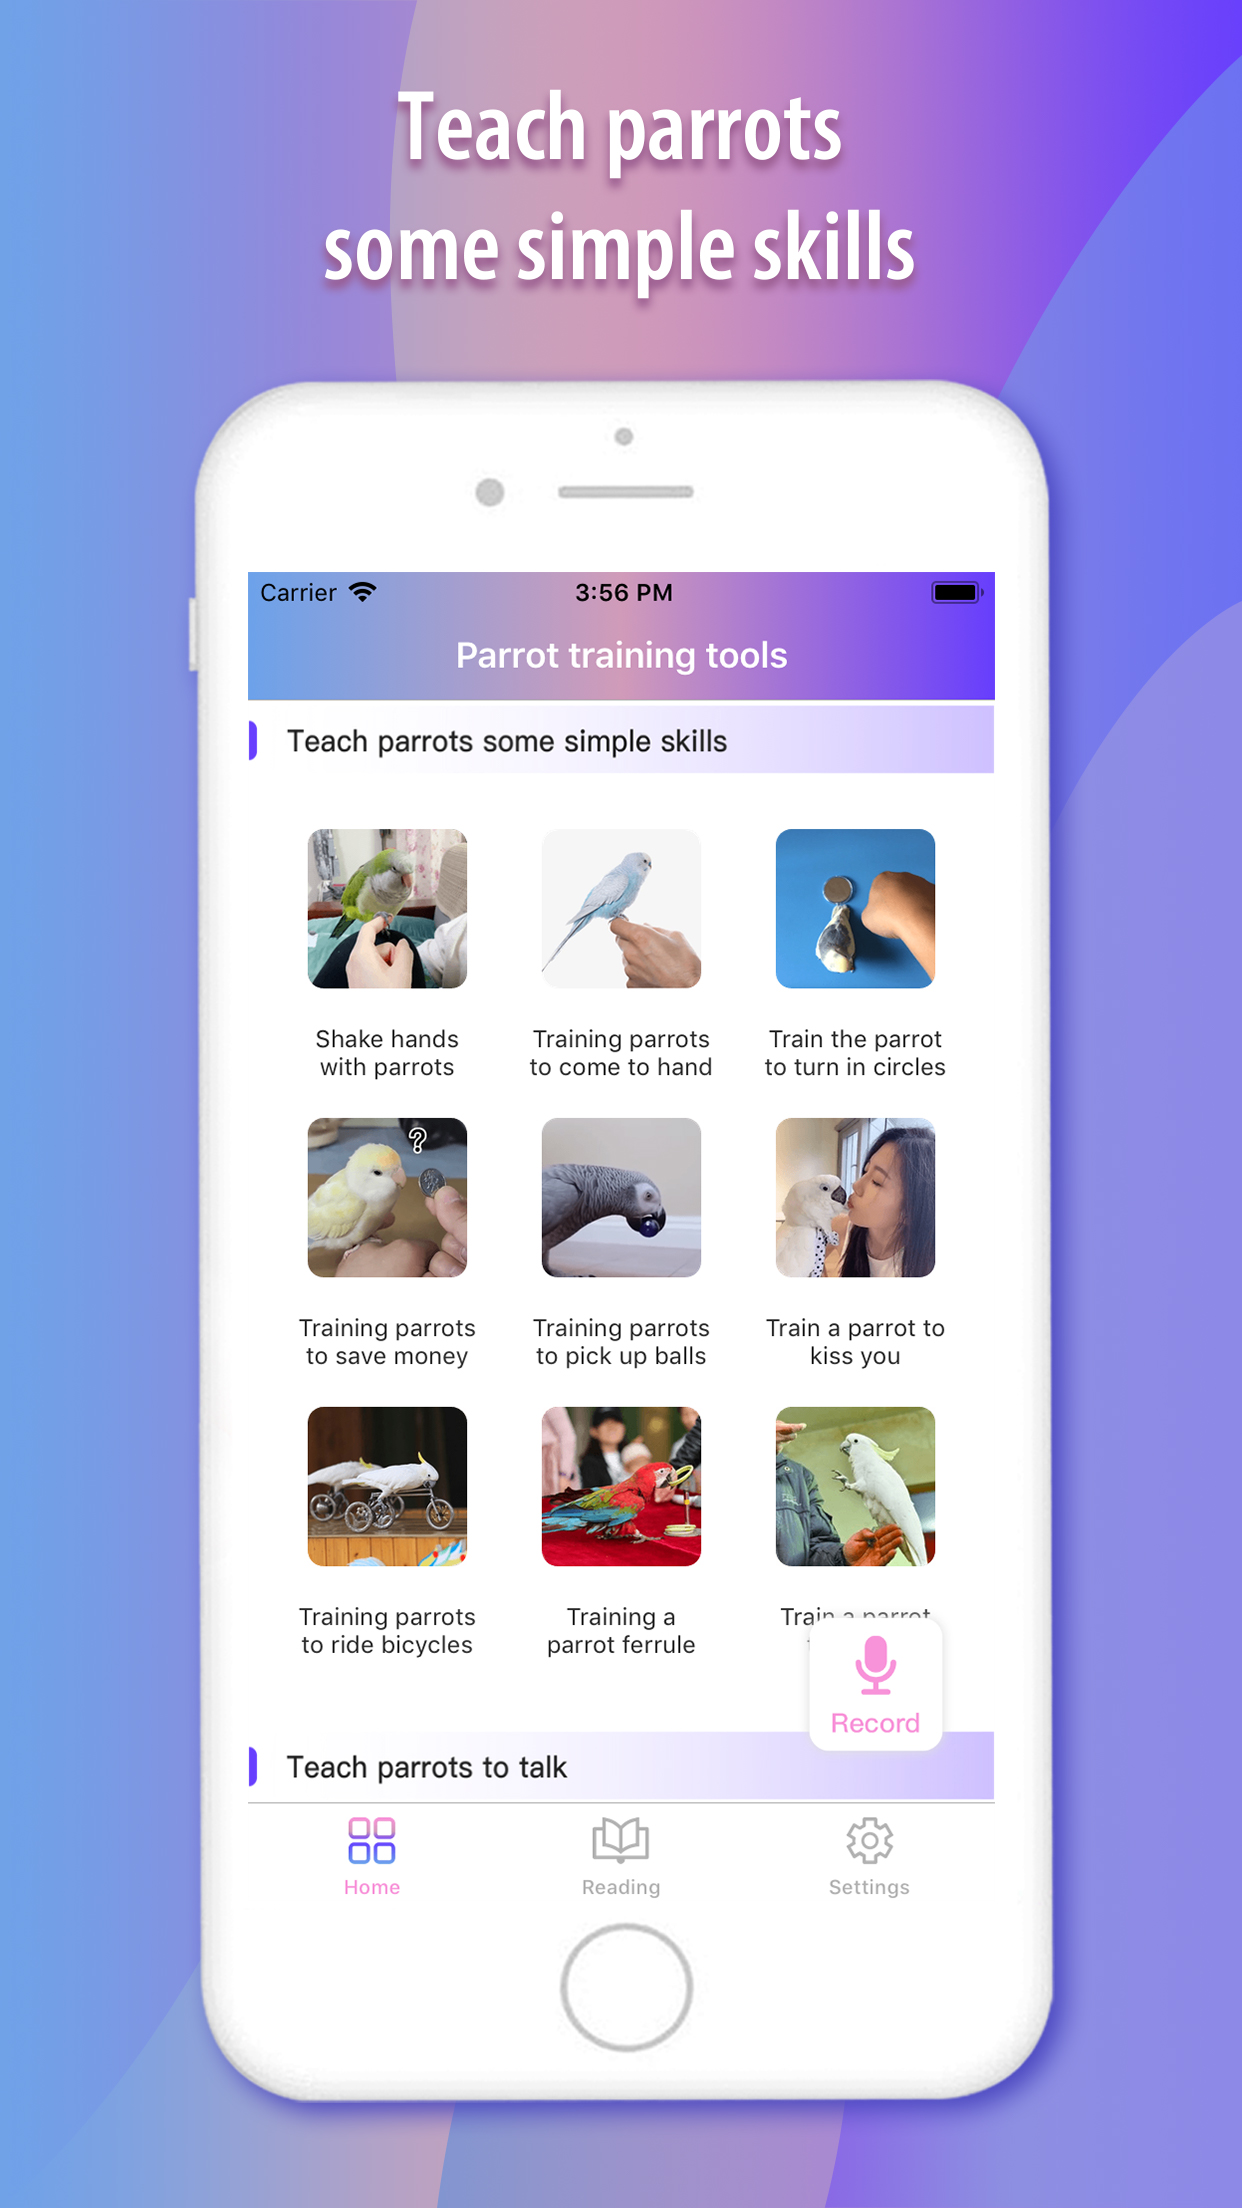 Teach parrots
some simple skills
Carrier
3:56 PM
Parrot training tools
Teach parrots some simple skills
Shake hands
with parrots
Training parrots
to come to hand
Train the parrot
to turn in circles
?
Training parrots
to save money
Training parrots
to pick up balls
Train a parrot to
kiss you
Training parrots
to ride bicycles
Training a
parrot ferrule
Train a parrot
Record
Teach parrots to talk
Home
Reading
Settings